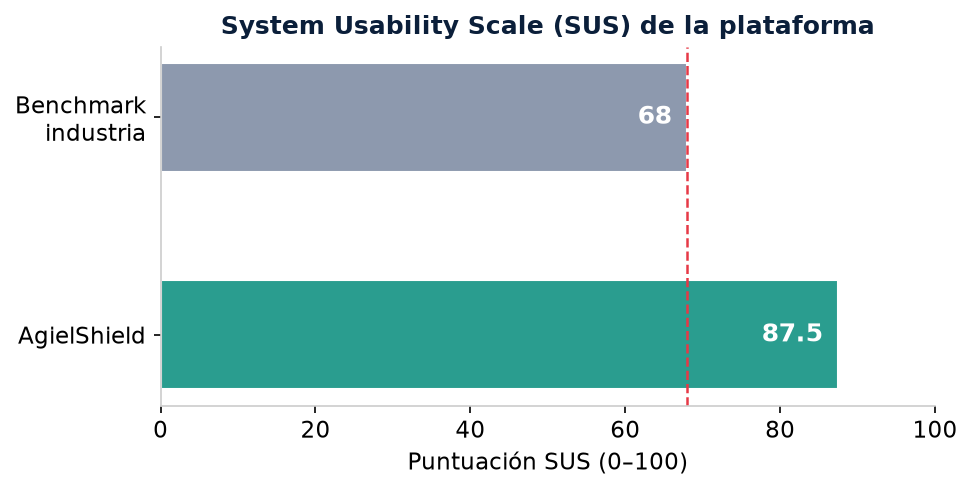 System Usability Scale (SUS) de la plataforma
Benchmark
industria
68
AgielShield
87.5
0 20 40 60 80 100
Puntuación SUS (0–100)